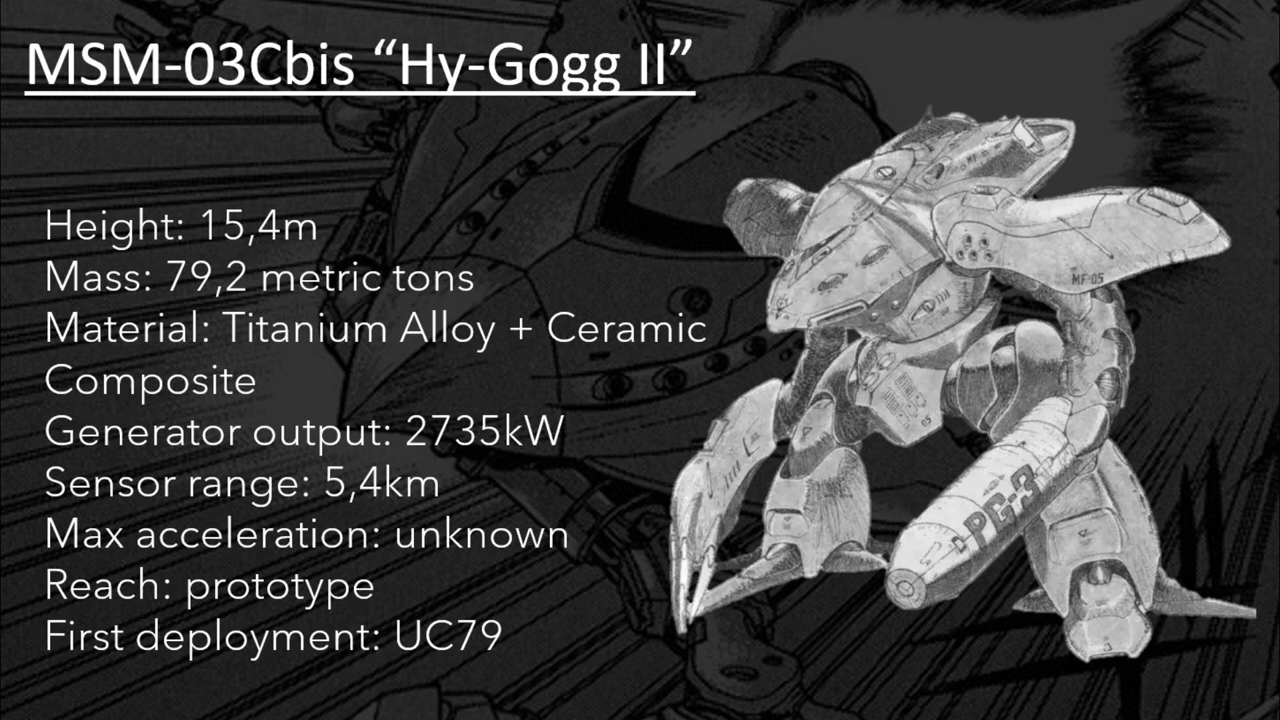 MSM-03Cbis “Hy-Gogg II”
Height: 15,4m
Mass: 79,2 metric tons
Material: Titanium Alloy + Ceramic
Composite
Generator output: 2735kW
Sensor range: 5,4km
Max acceleration: unknown
Reach: prototype
First deployment: UC79
MF-05
PG-3